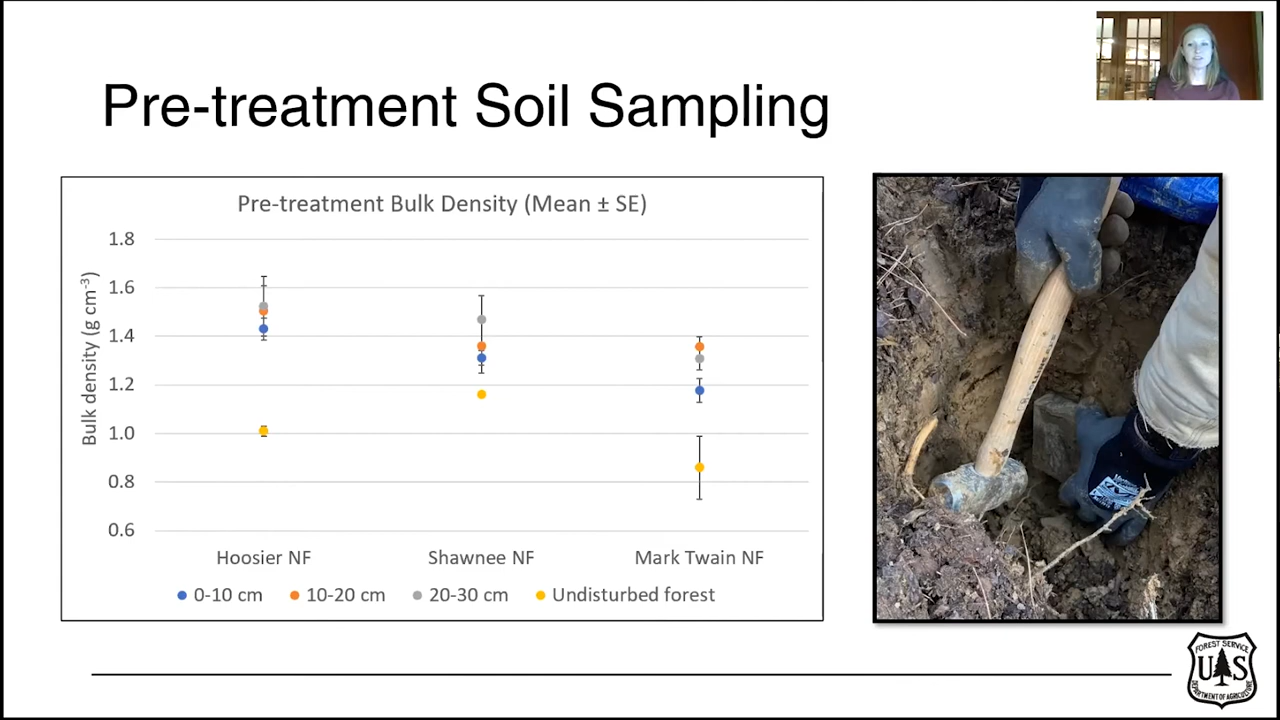 Pre-treatment Soil Sampling
Pre-treatment Bulk Density (Mean ± SE)
Bulk density (g cm-3)
1.8
1.6
1.4
1.2
1.0
0.8
0.6
Hoosier NF
Shawnee NF
Mark Twain NF
0-10 cm
10-20 cm
20-30 cm
Undisturbed forest
FOREST SERVICE
U S
DEPARTMENT OF AGRICULTURE